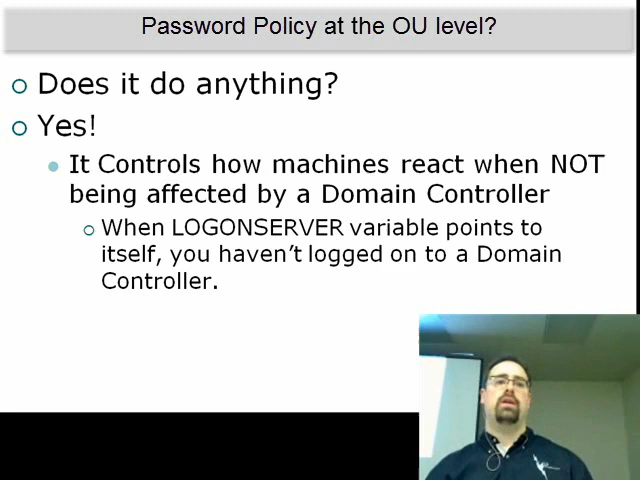 Password Policy at the OU level?
Does it do anything?
Yes!
It Controls how machines react when NOT
being affected by a Domain Controller
When LOGONSERVER variable points to
itself, you haven't logged on to a Domain
Controller.